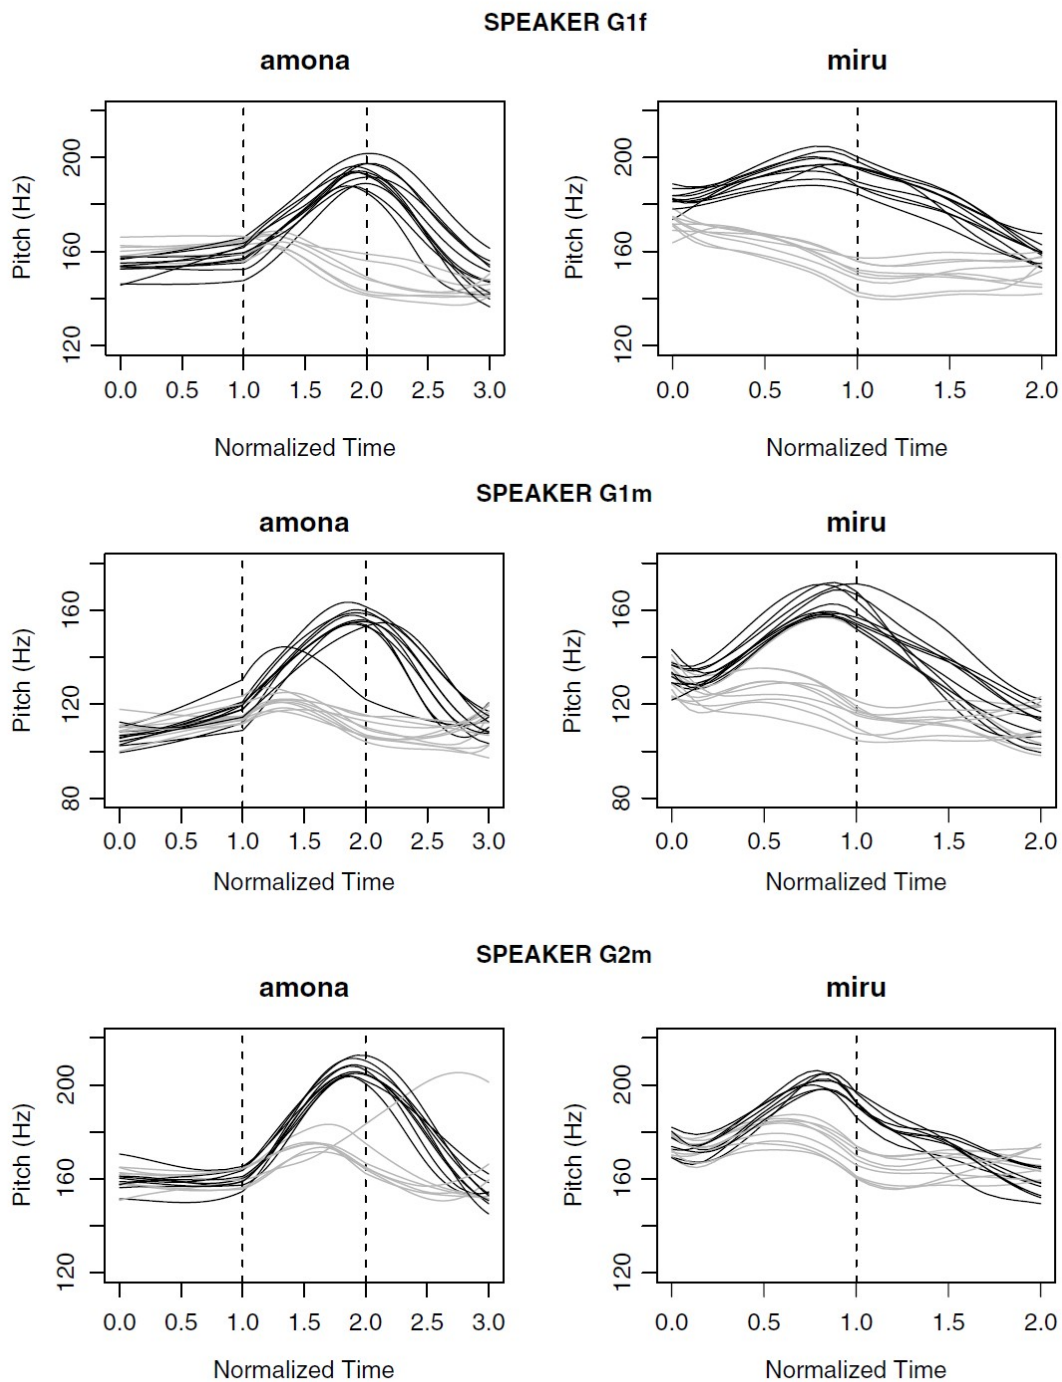 SPEAKER G1f
amona
miru
Pitch (Hz)
120
160
200
0.0 0.5 1.0 1.5 2.0 2.5 3.0
Normalized Time
Pitch (Hz)
120
160
200
0.0 0.5 1.0 1.5 2.0
Normalized Time
SPEAKER G1m
amona
miru
Pitch (Hz)
80
120
160
0.0 0.5 1.0 1.5 2.0 2.5 3.0
Normalized Time
Pitch (Hz)
80
120
160
0.0 0.5 1.0 1.5 2.0
Normalized Time
SPEAKER G2m
amona
miru
Pitch (Hz)
120
160
200
0.0 0.5 1.0 1.5 2.0 2.5 3.0
Normalized Time
Pitch (Hz)
120
160
200
0.0 0.5 1.0 1.5 2.0
Normalized Time